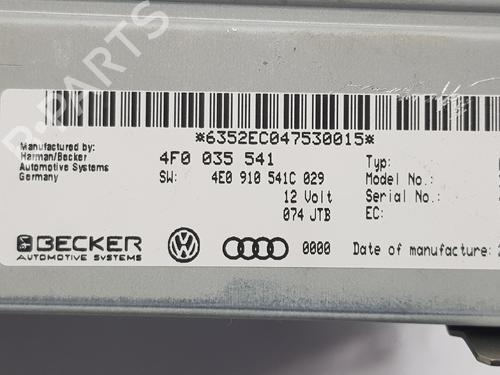 *6352EC047530015*
Manufactured by:
Harman/Becker
Automotive Systems
Germany
4F0 035 541
SW: 4E0 910 541C 029
12 Volt
074 JTB
Typ:
Model No.:
Serial No.:
EC:
BECKER
AUTOMOTIVE SYSTEMS
0000
Date of manufacture:
B-PARTS